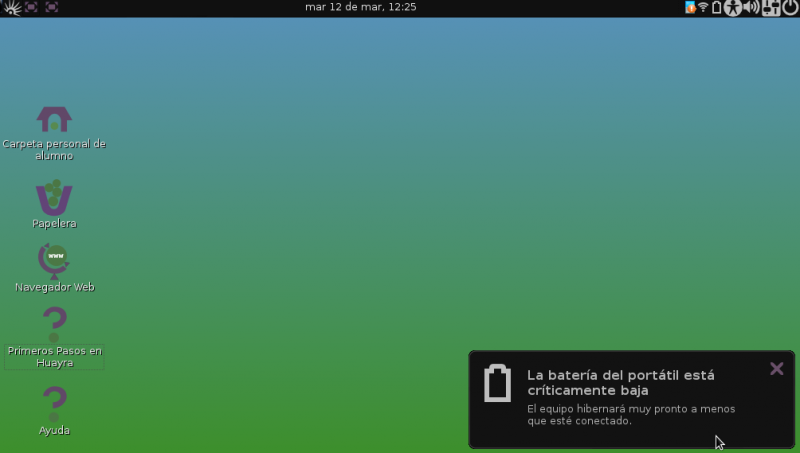 mar 12 de mar, 12:25
Carpeta personal de
alumno
Papelera
www
Navegador Web
Primeros Pasos en
Huayra
Ayuda
La batería del portátil está
críticamente baja
El equipo hibernará muy pronto a menos
que esté conectado.